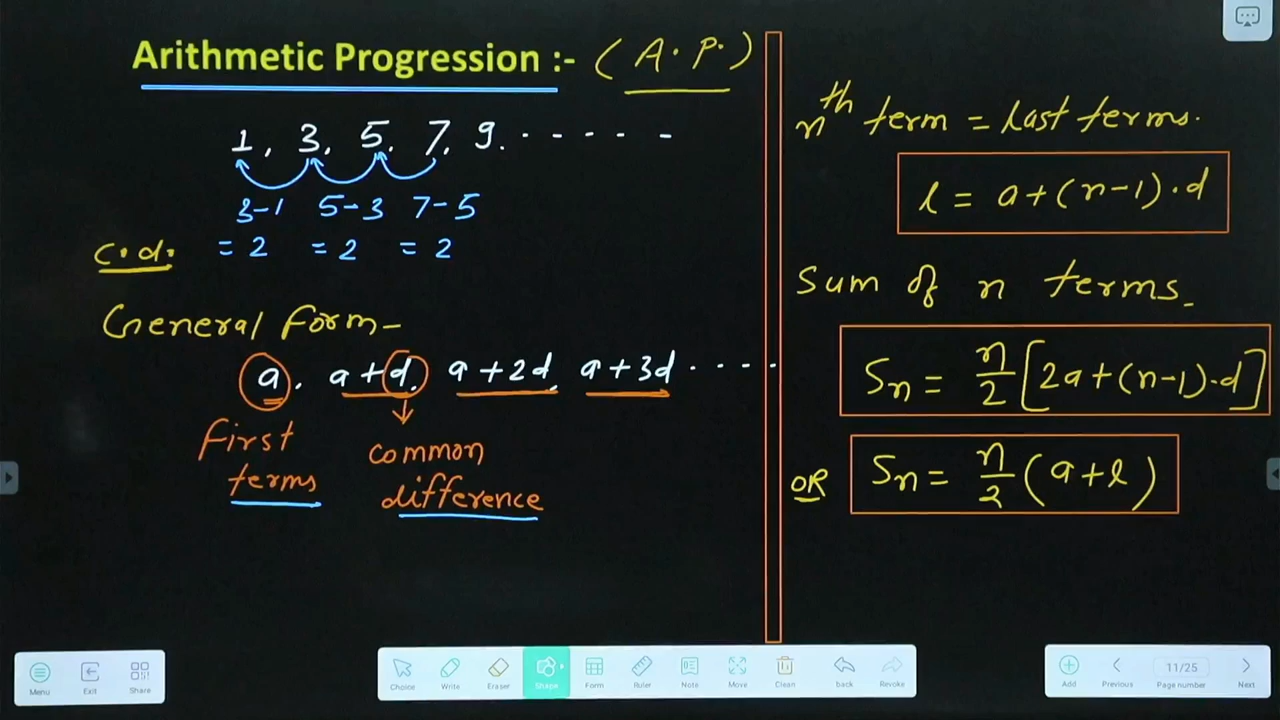 Arithmetic Progression :- (A.P.)
1, 3, 5, 7, 9. ------
3-1 5-3 7-5
C.d. = 2 = 2 = 2
General form-
a, a+d, a+2d, a+3d ....
first terms
common difference
nth term = last terms.
l = a+(n-1).d
Sum of n terms.
Sn = n/2 [2a+(n-1).d]
OR Sn = n/2 (a+l)
Menu Exit Share
Choice Write Eraser Shape Form Ruler Note Move Clean back Revoke
Add Previous 11/25 Page number Next